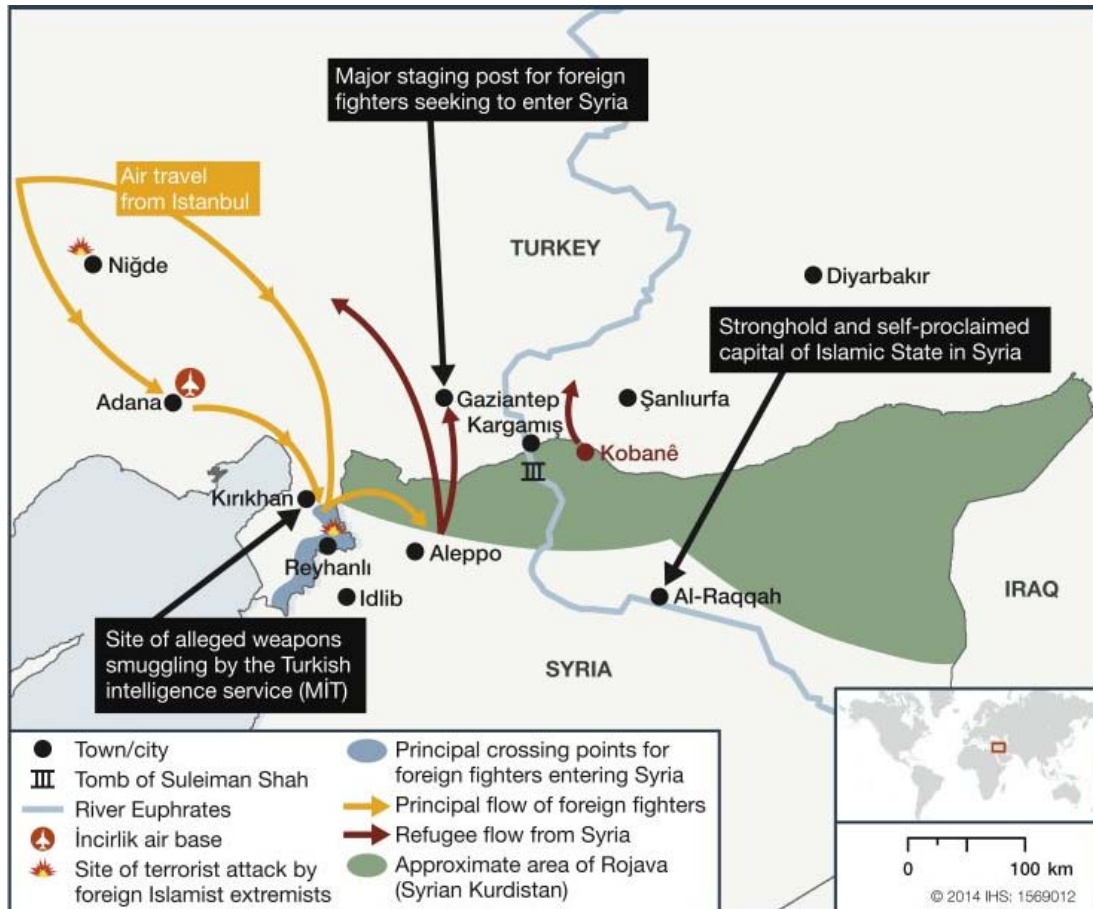 Major staging post for foreign
fighters seeking to enter Syria
Air travel
from Istanbul
TURKEY
Niğde
Diyarbakır
Stronghold and self-proclaimed
capital of Islamic State in Syria
Adana
Gaziantep
Şanlıurfa
Kargamış
Kobanê
Kırıkhan
Reyhanlı
Aleppo
Idlib
Al-Raqqah
IRAQ
Site of alleged weapons
smuggling by the Turkish
intelligence service (MİT)
SYRIA
Town/city
Tomb of Suleiman Shah
River Euphrates
İncirlik air base
Site of terrorist attack by
foreign Islamist extremists
Principal crossing points for
foreign fighters entering Syria
Principal flow of foreign fighters
Refugee flow from Syria
Approximate area of Rojava
(Syrian Kurdistan)
0 100 km
© 2014 IHS: 1569012